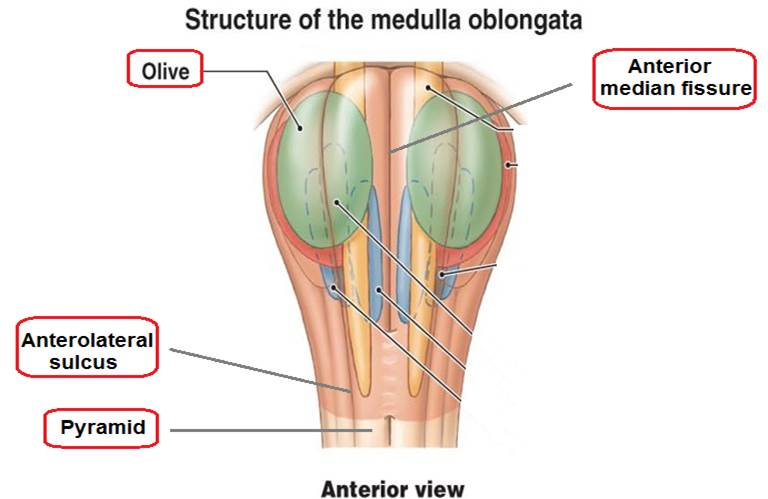 Structure of the medulla oblongata
Olive
Anterior
median fissure
Anterolateral
sulcus
Pyramid
Anterior view